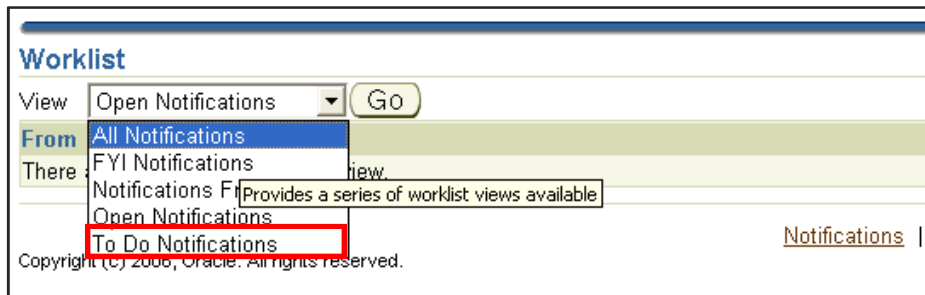 Worklist
View Open Notifications Go
From All Notifications
There FYI Notifications view.
Notifications Fr Provides a series of worklist views available
Open Notifications
To Do Notifications Notifications |
Copyright (c) 2006, Oracle. All rights reserved.